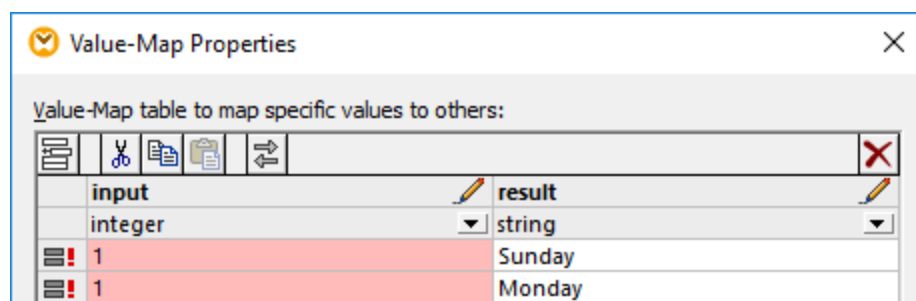 Value-Map Properties
Value-Map table to map specific values to others:
input result
integer string
1 Sunday
1 Monday